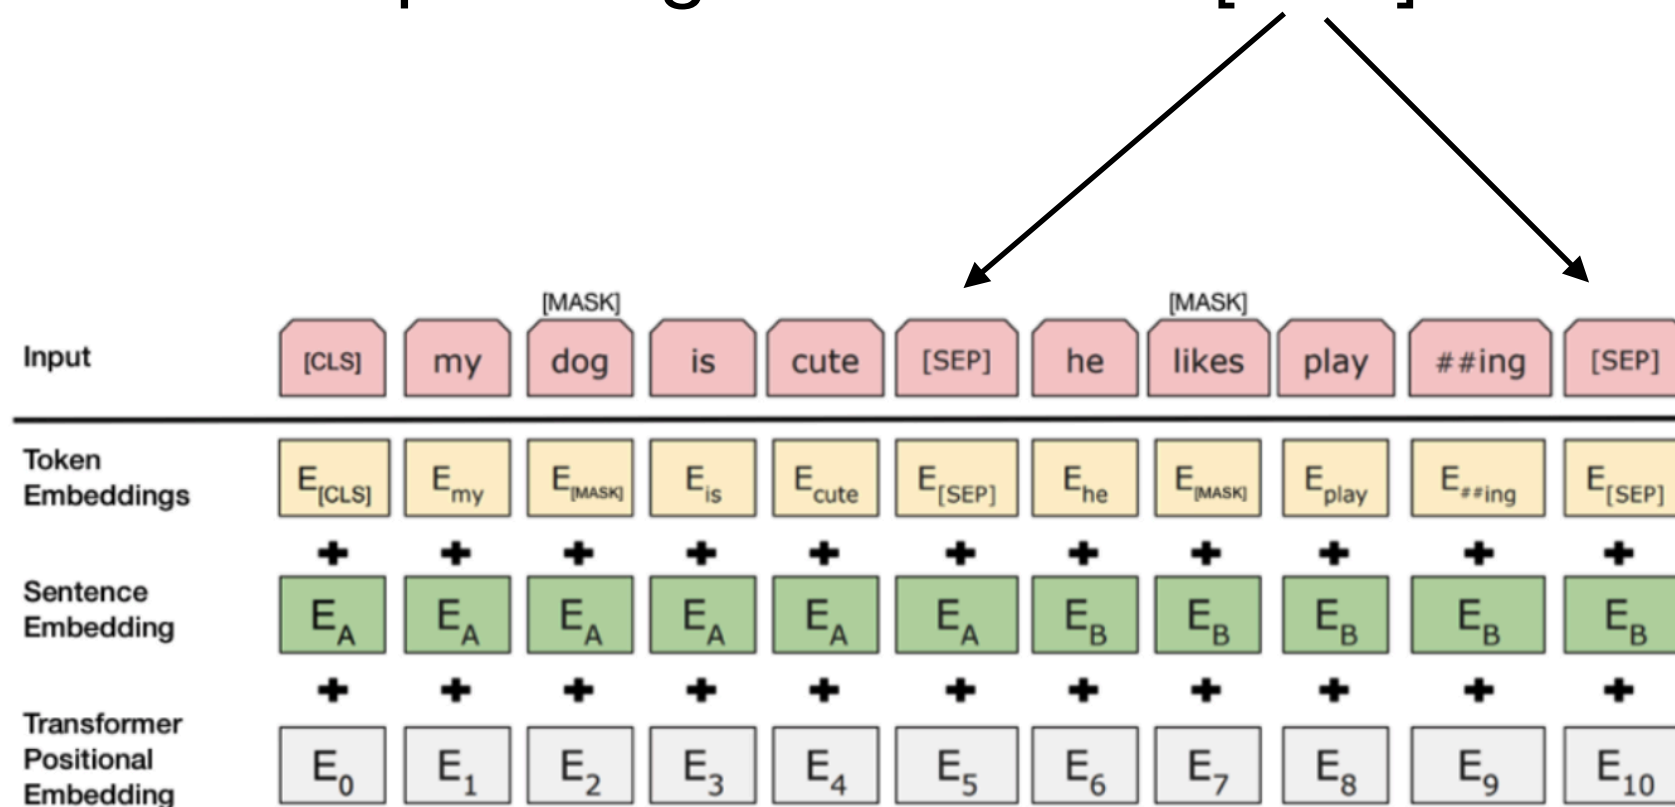 [MASK] [MASK]
Input [CLS] my dog is cute [SEP] he likes play ##ing [SEP]
Token Embeddings E[CLS] Emy E[MASK] Eis Ecute E[SEP] Ehe E[MASK] Eplay E##ing E[SEP]
Sentence Embedding EA EA EA EA EA EA EB EB EB EB EB
Transformer Positional Embedding E0 E1 E2 E3 E4 E5 E6 E7 E8 E9 E10